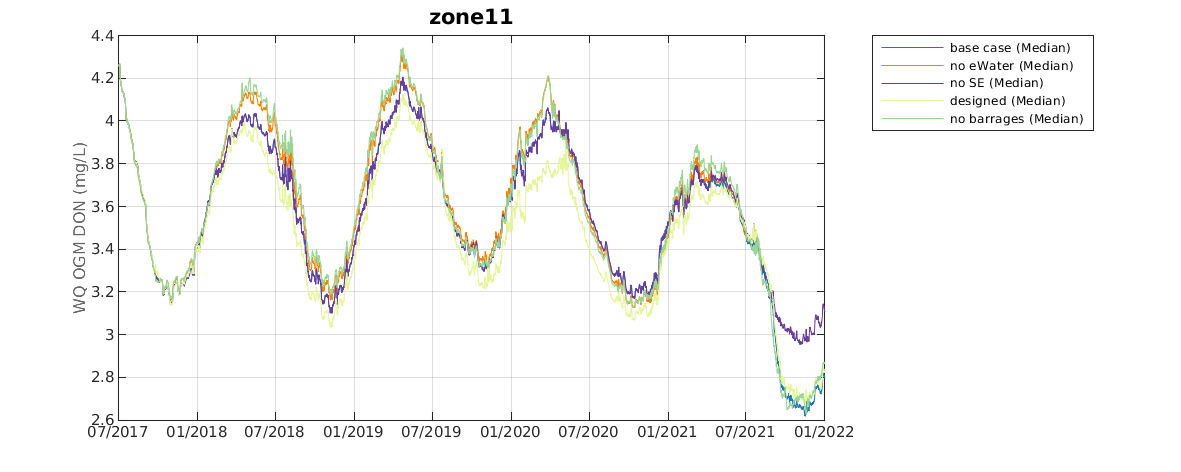 zone11
WQ OGM DON (mg/L)
4.4
4.2
4
3.8
3.6
3.4
3.2
3
2.8
2.6
07/2017 01/2018 07/2018 01/2019 07/2019 01/2020 07/2020 01/2021 07/2021 01/2022
base case (Median)
no eWater (Median)
no SE (Median)
designed (Median)
no barrages (Median)